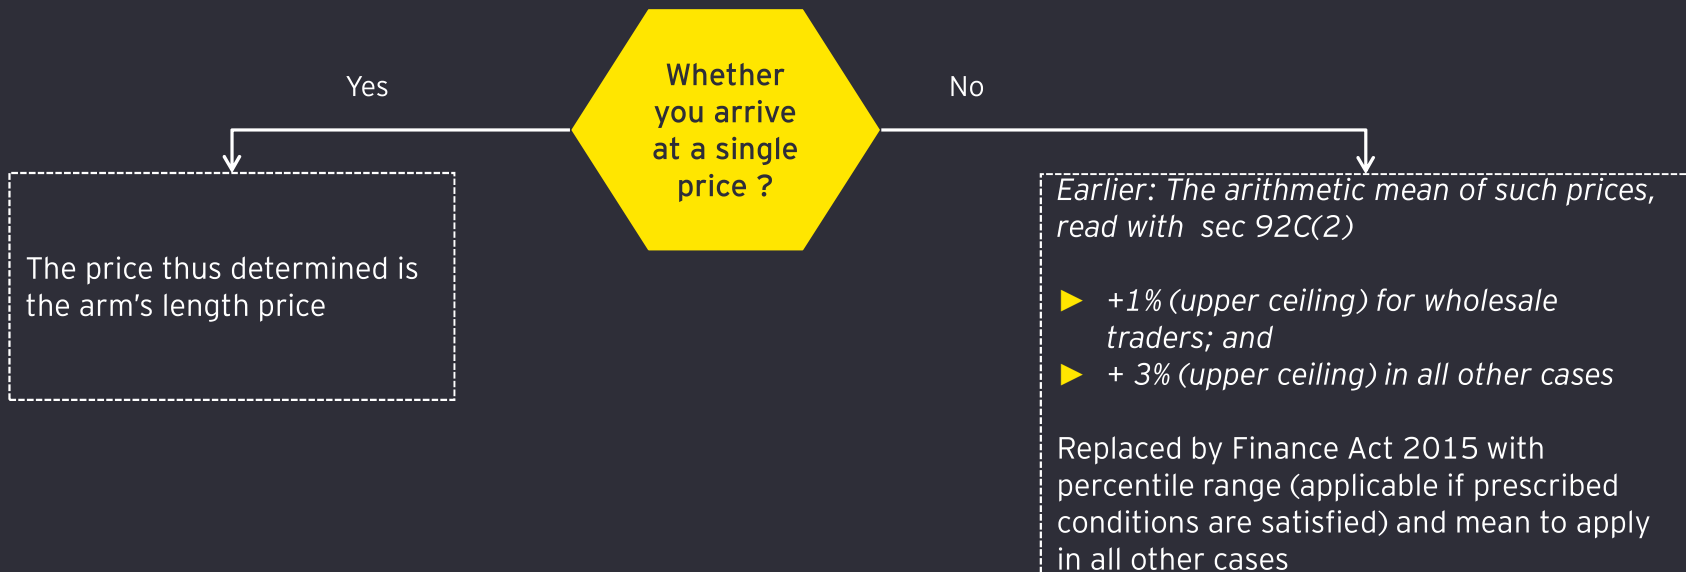 Whether
you arrive
at a single
price ?
Yes
No
The price thus determined is
the arm's length price
Earlier: The arithmetic mean of such prices,
read with sec 92C(2)
► +1% (upper ceiling) for wholesale
traders; and
► + 3% (upper ceiling) in all other cases
Replaced by Finance Act 2015 with
percentile range (applicable if prescribed
conditions are satisfied) and mean to apply
in all other cases